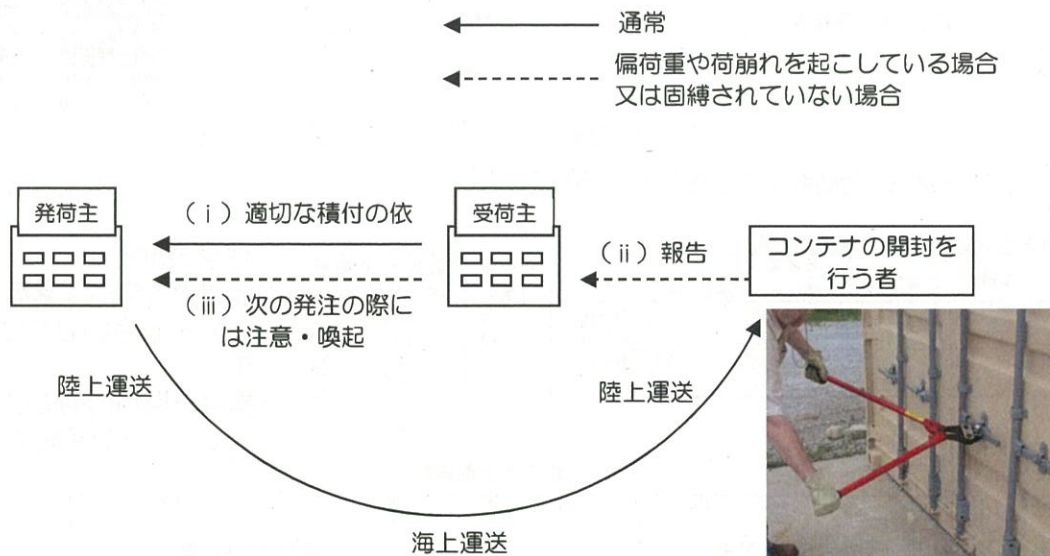 通常
偏荷重や荷崩れを起こしている場合
又は固縛されていない場合
発荷主
(ⅰ)適切な積付の依
受荷主
(ⅱ)報告
コンテナの開封を
行う者
(ⅲ)次の発注の際に
は注意・喚起
陸上運送
陸上運送
海上運送